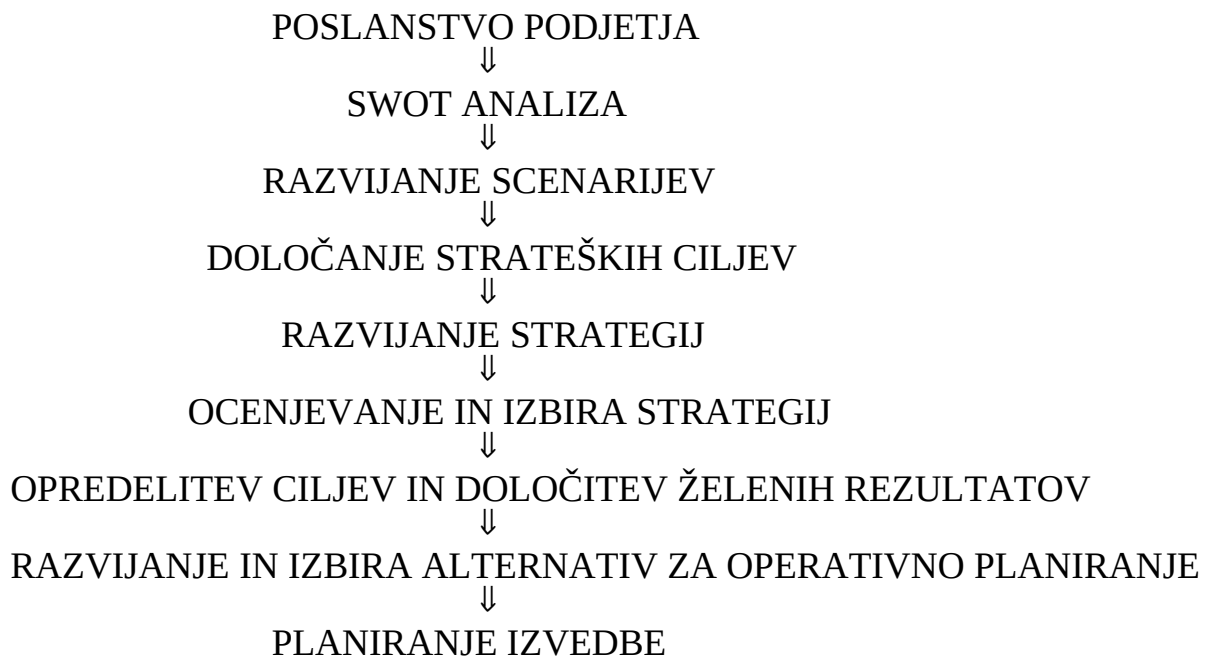 POSLANSTVO PODJETJA
⇓
SWOT ANALIZA
⇓
RAZVIJANJE SCENARIJEV
⇓
DOLOČANJE STRATEŠKIH CILJEV
⇓
RAZVIJANJE STRATEGIJ
⇓
OCENJEVANJE IN IZBIRA STRATEGIJ
⇓
OPREDELITEV CILJEV IN DOLOČITEV ŽELENIH REZULTATOV
⇓
RAZVIJANJE IN IZBIRA ALTERNATIV ZA OPERATIVNO PLANIRANJE
⇓
PLANIRANJE IZVEDBE